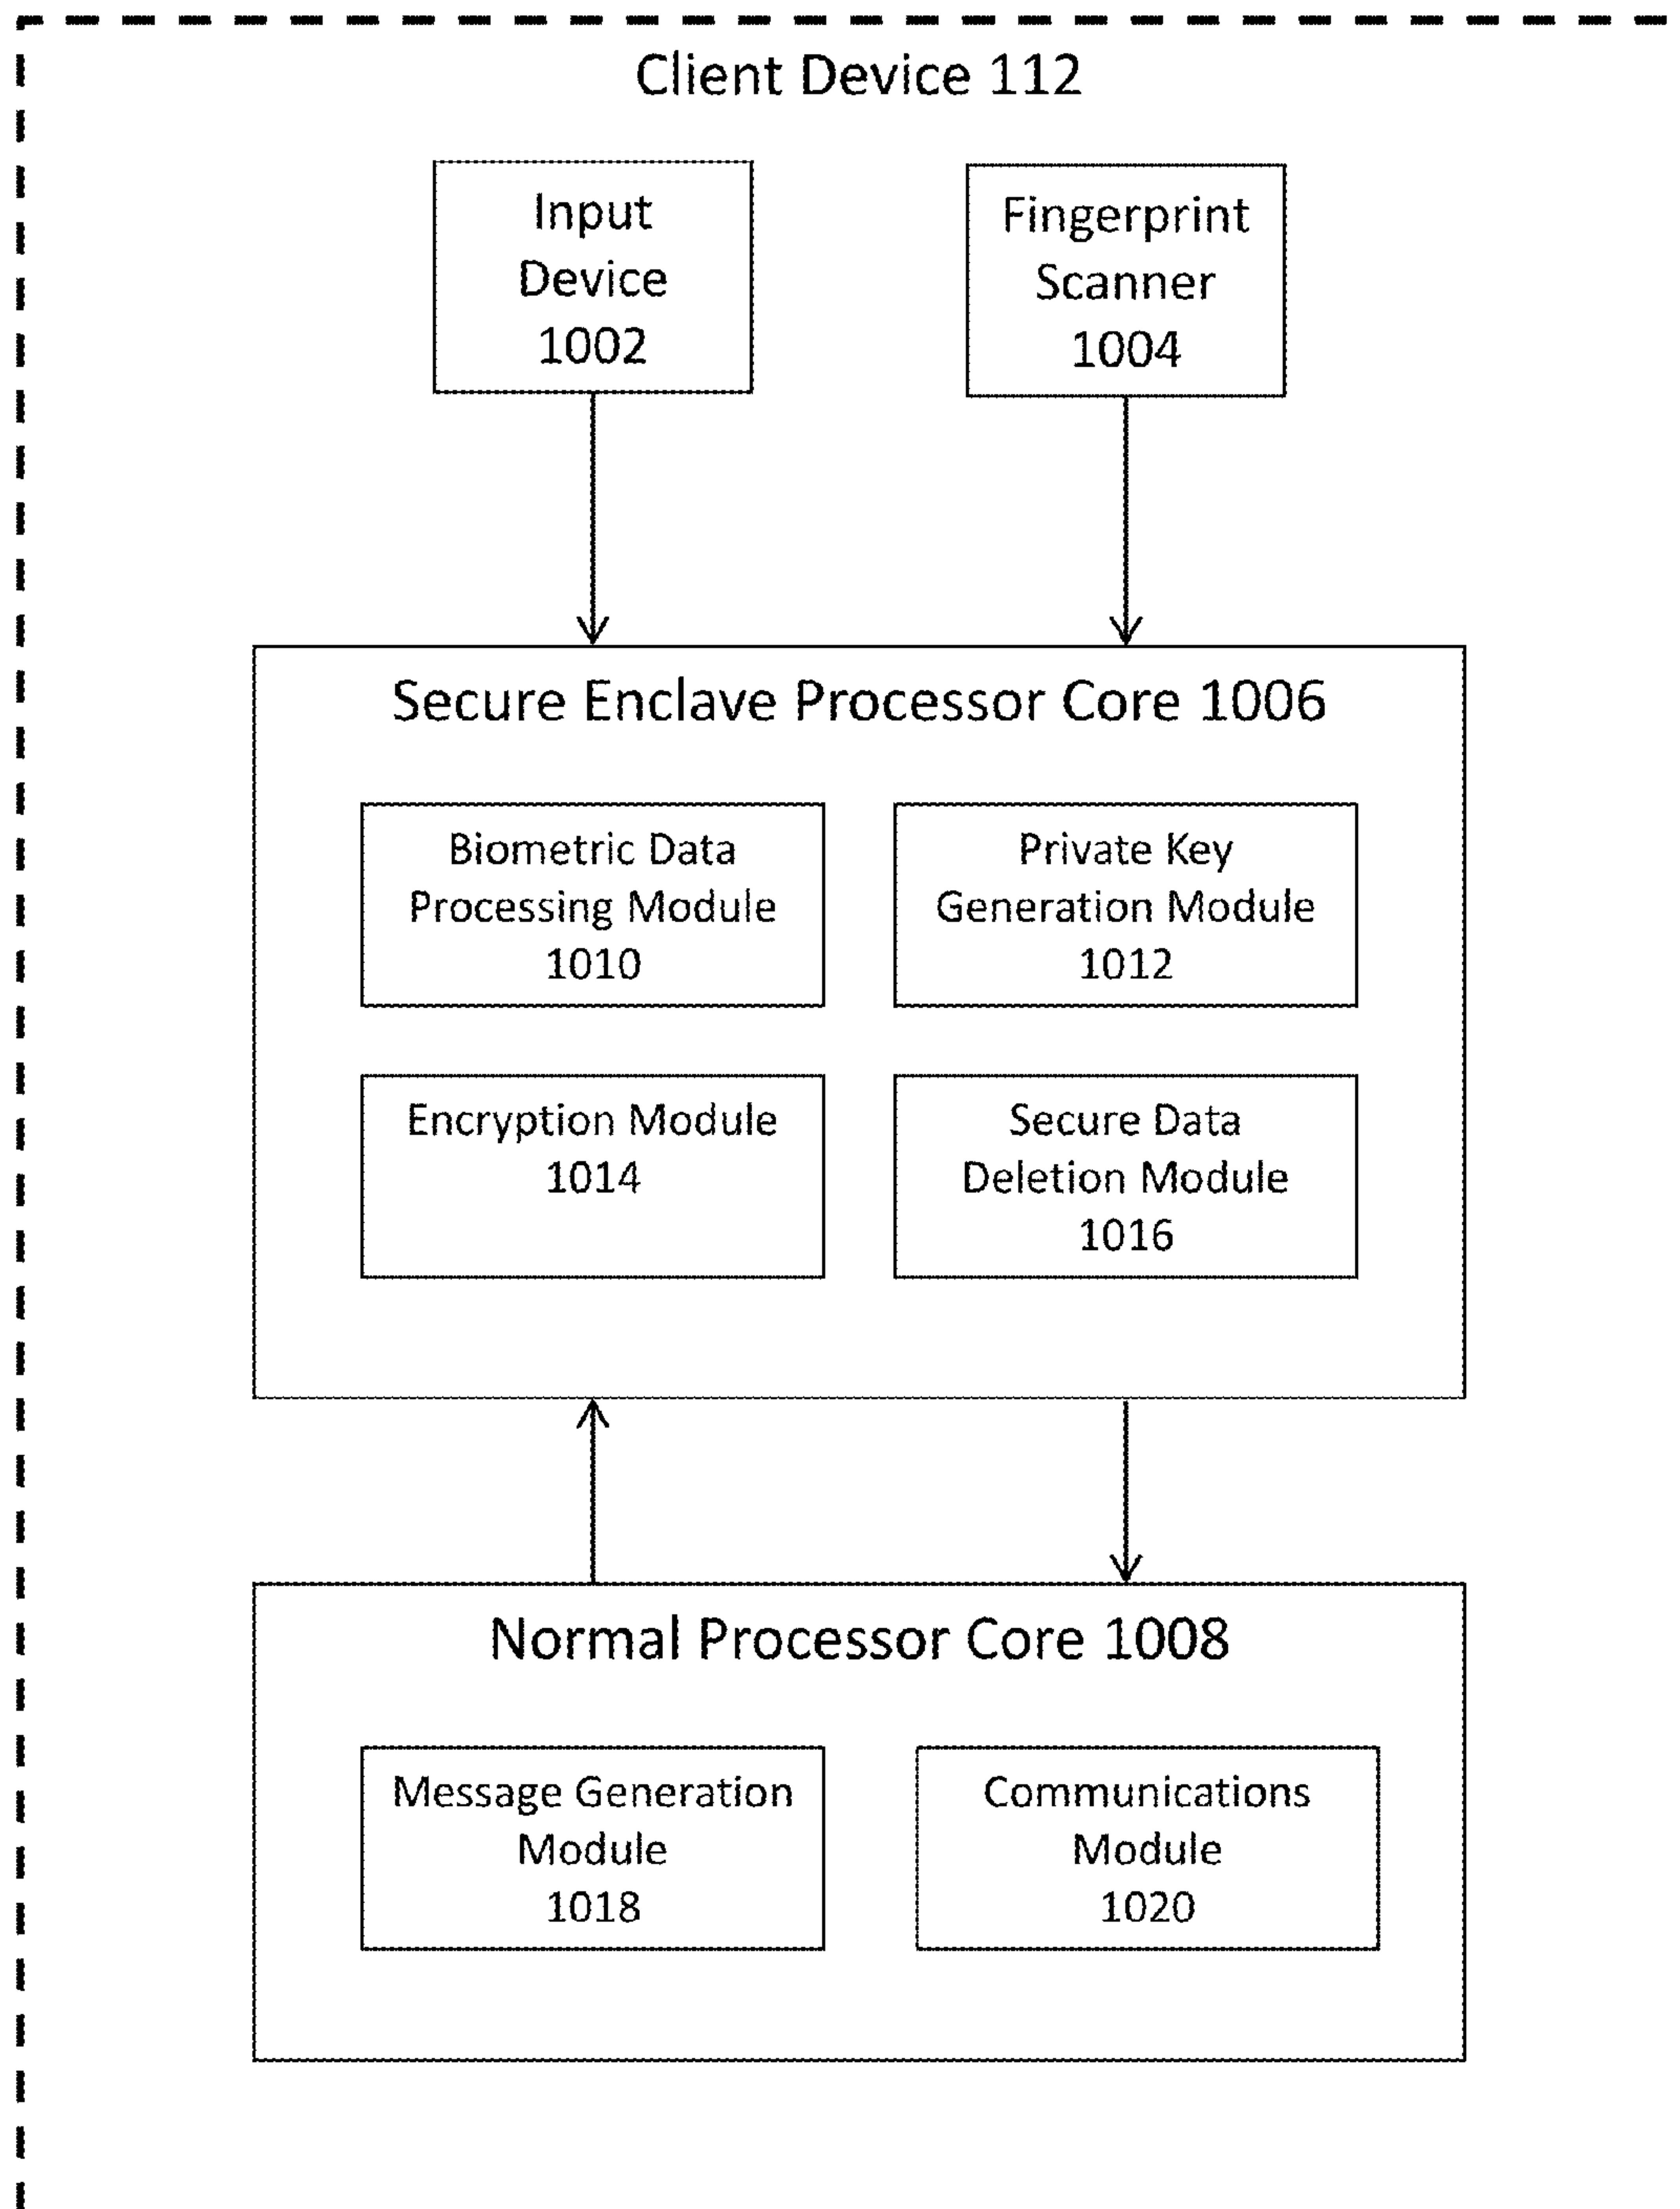 Client Device 112
Input
Device
1002
Fingerprint
Scanner
1004
Secure Enclave Processor Core 1006
Biometric Data
Processing Module
1010
Private Key
Generation Module
1012
Encryption Module
1014
Secure Data
Deletion Module
1016
Normal Processor Core 1008
Message Generation
Module
1018
Communications
Module
1020